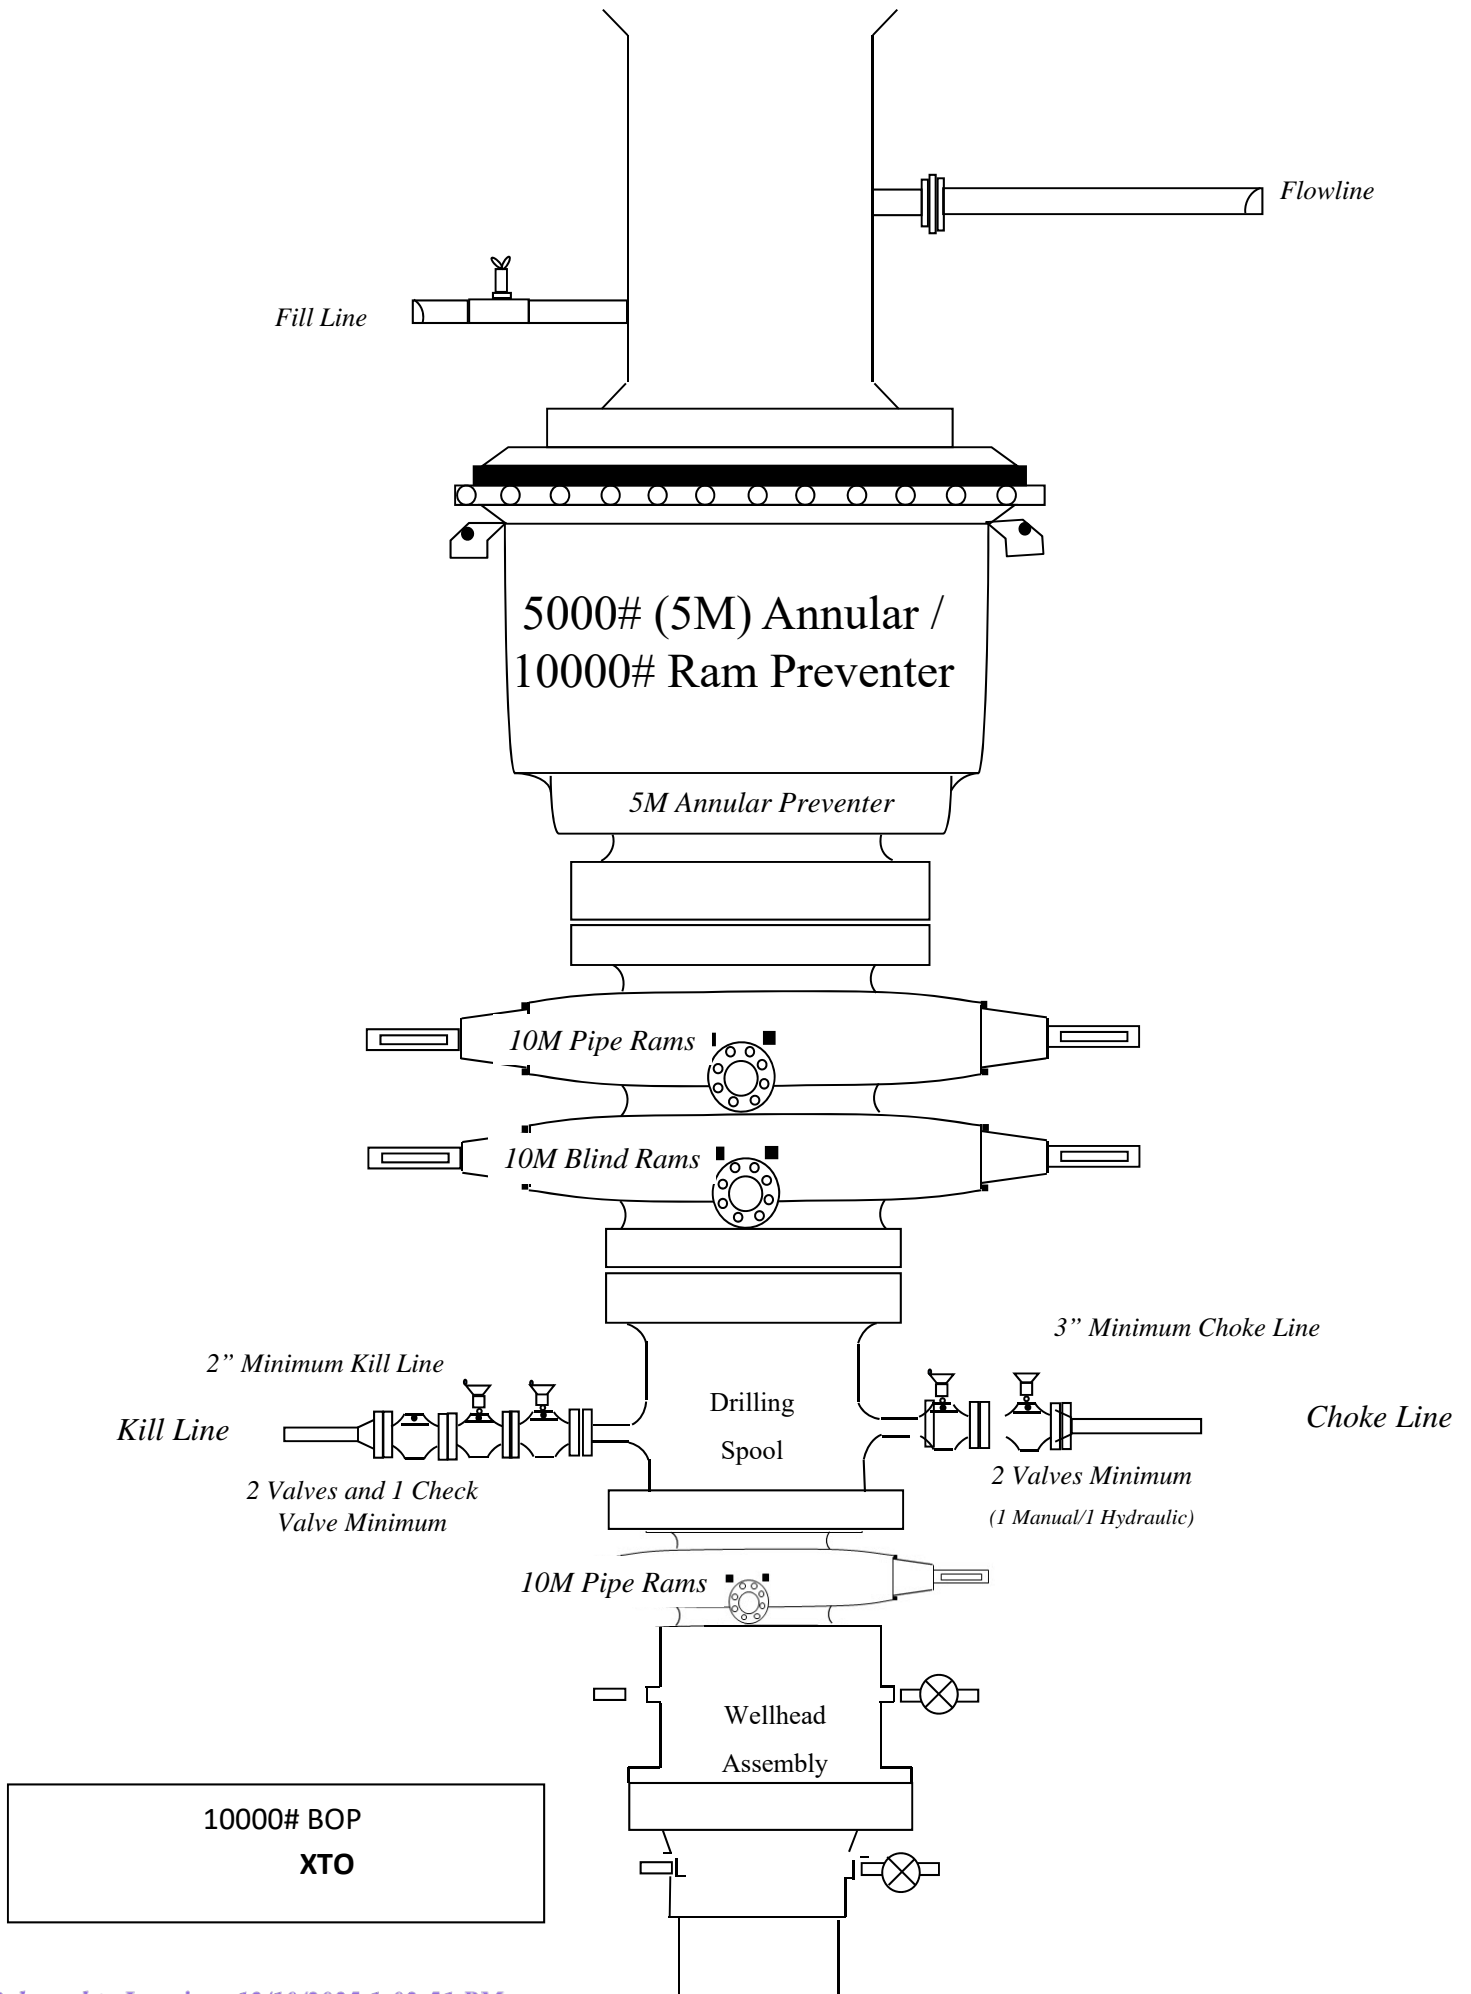 Flowline
Fill Line
5000# (5M) Annular /
10000# Ram Preventer
5M Annular Preventer
10M Pipe Rams
10M Blind Rams
3” Minimum Choke Line
2” Minimum Kill Line
Drilling
Spool
Kill Line
Choke Line
2 Valves and 1 Check
Valve Minimum
2 Valves Minimum
(1 Manual/1 Hydraulic)
10M Pipe Rams
Wellhead
Assembly
10000# BOP
XTO